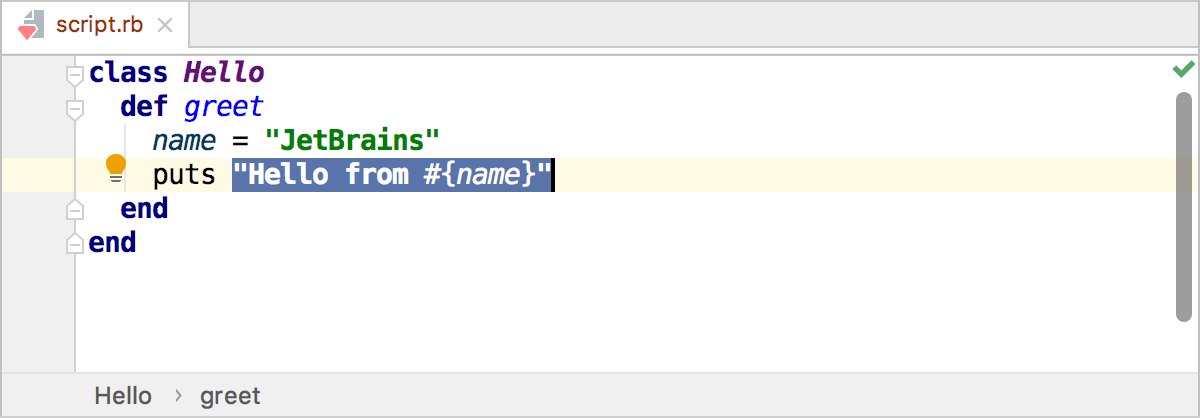 script.rb
class Hello
  def greet
    name = "JetBrains"
    puts "Hello from #{name}"
  end
end
Hello › greet